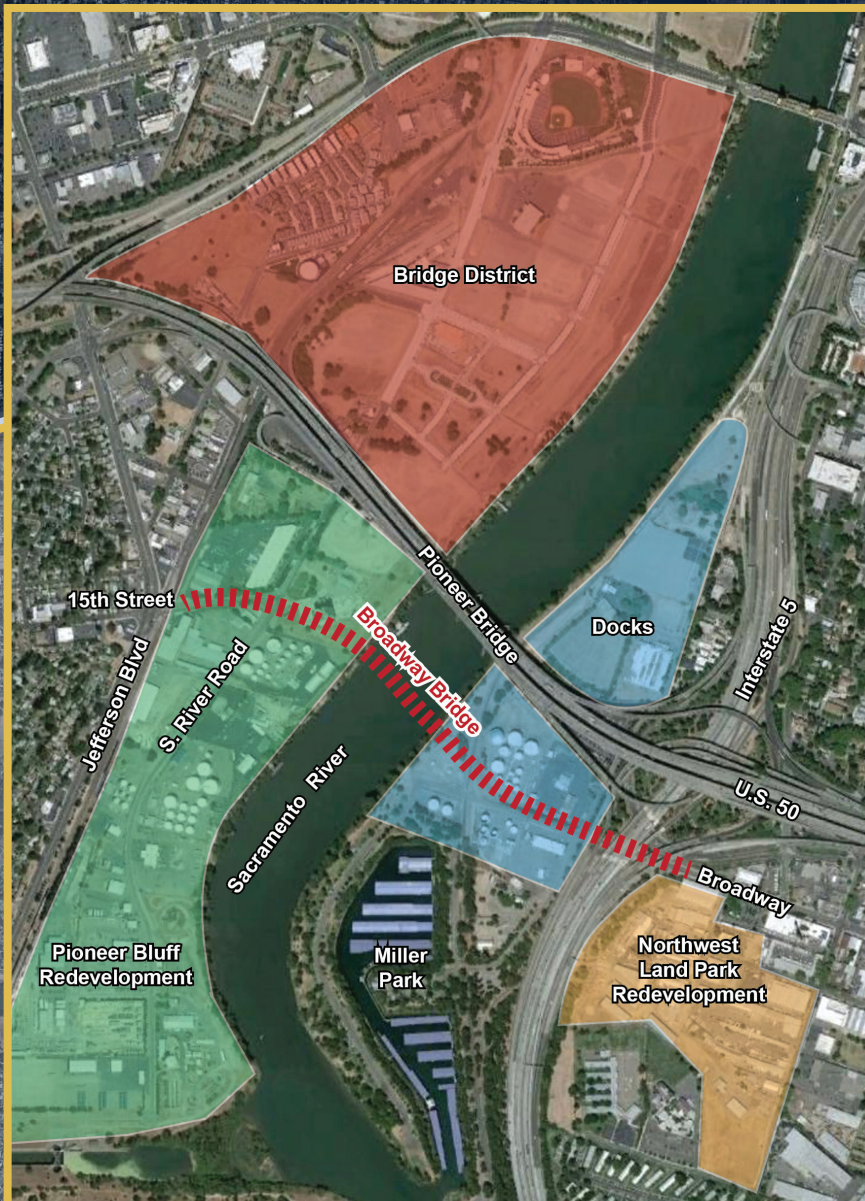 Bridge District
Pioneer Bridge
15th Street
Docks
Broadway Bridge
Interstate 5
Jefferson Blvd
S. River Road
Sacramento River
U.S. 50
Broadway
Pioneer Bluff
Redevelopment
Miller
Park
Northwest
Land Park
Redevelopment